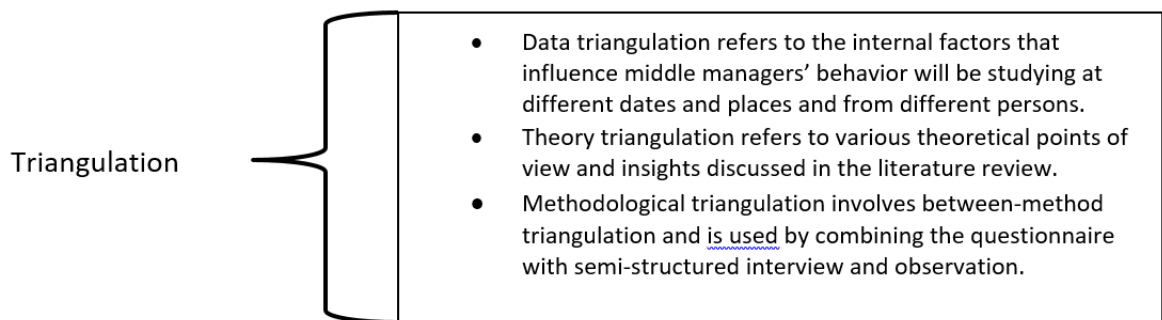 Triangulation
• Data triangulation refers to the internal factors that
influence middle managers’ behavior will be studying at
different dates and places and from different persons.
• Theory triangulation refers to various theoretical points of
view and insights discussed in the literature review.
• Methodological triangulation involves between-method
triangulation and is used by combining the questionnaire
with semi-structured interview and observation.